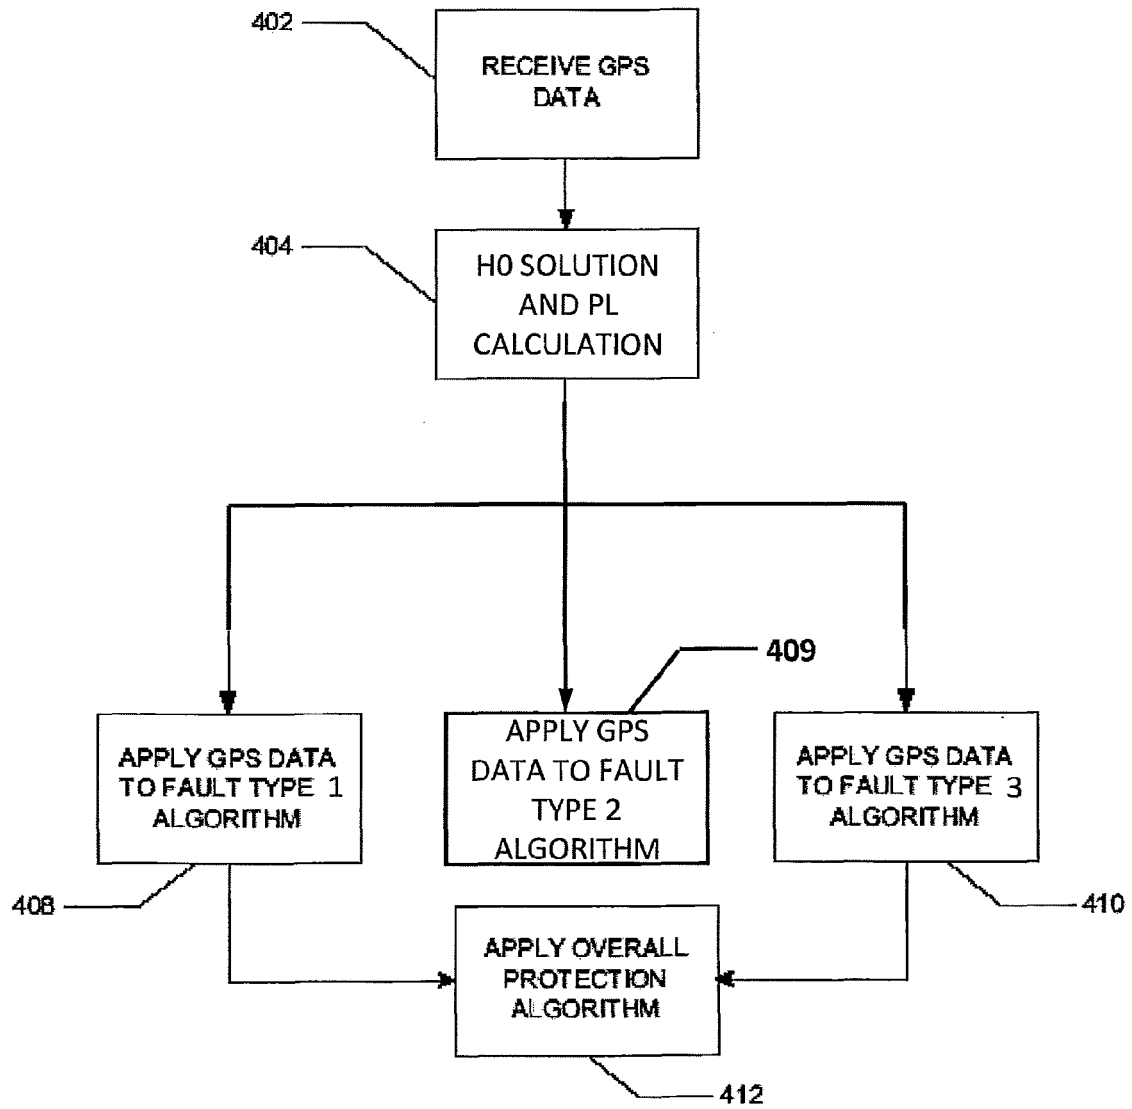 402
RECEIVE GPS
DATA
404
H0 SOLUTION
AND PL
CALCULATION
409
APPLY GPS DATA
TO FAULT TYPE 1
ALGORITHM
APPLY GPS
DATA TO FAULT
TYPE 2
ALGORITHM
APPLY GPS DATA
TO FAULT TYPE 3
ALGORITHM
408
410
APPLY OVERALL
PROTECTION
ALGORITHM
412